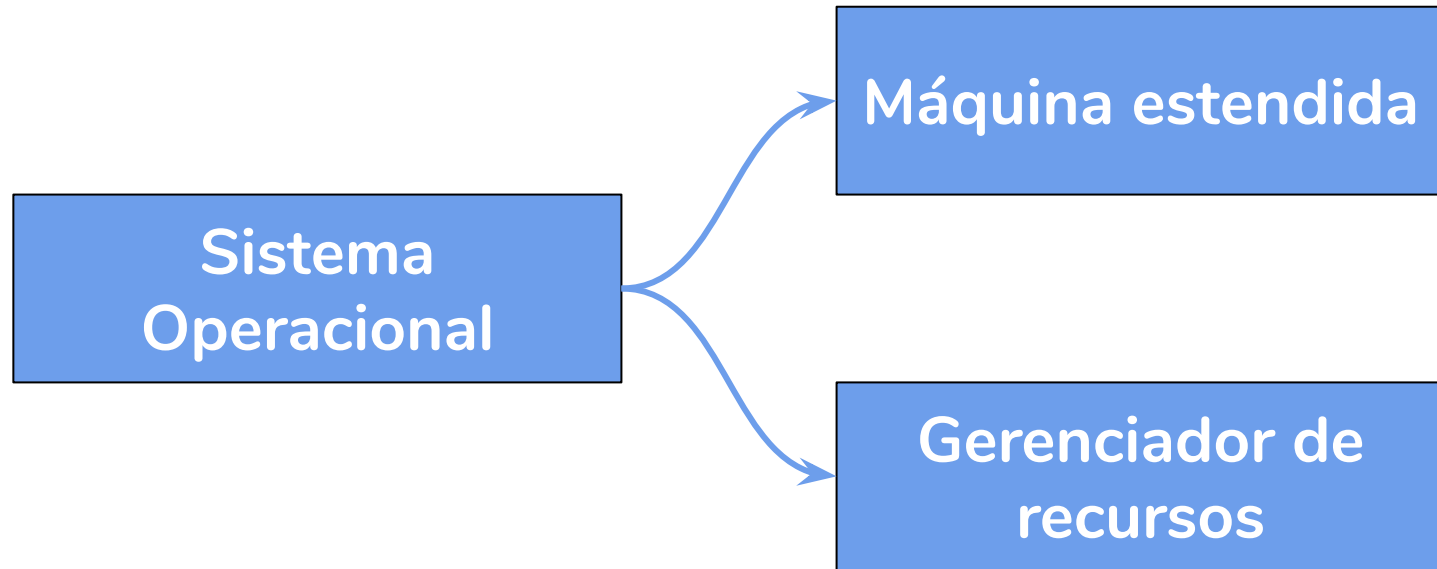 Máquina estendida
Sistema
Operacional
Gerenciador de
recursos